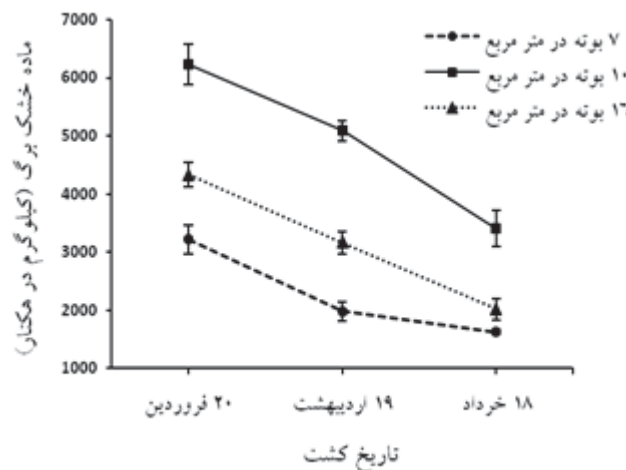 ماده خشک برگ (کیلوگرم در هکتار)
7000
6000
5000
4000
3000
2000
1000
۷ بوته در متر مربع
۱۰ بوته در متر مربع
۱۲ بوته در متر مربع
۲۰ فروردین
۱۹ اردیبهشت
۱۸ خرداد
تاریخ کشت